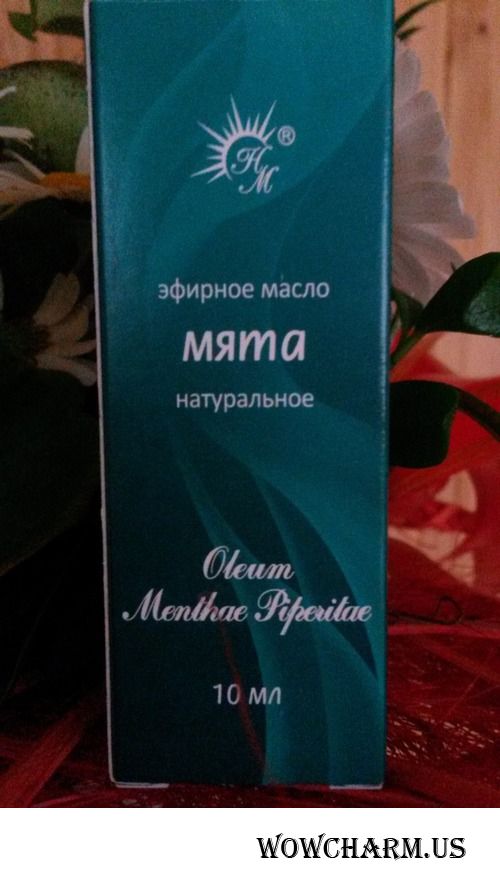 НМ®
эфирное масло
мята
натуральное
Oleum
Menthae Piperitae
10 мл
WOWCHARM.US